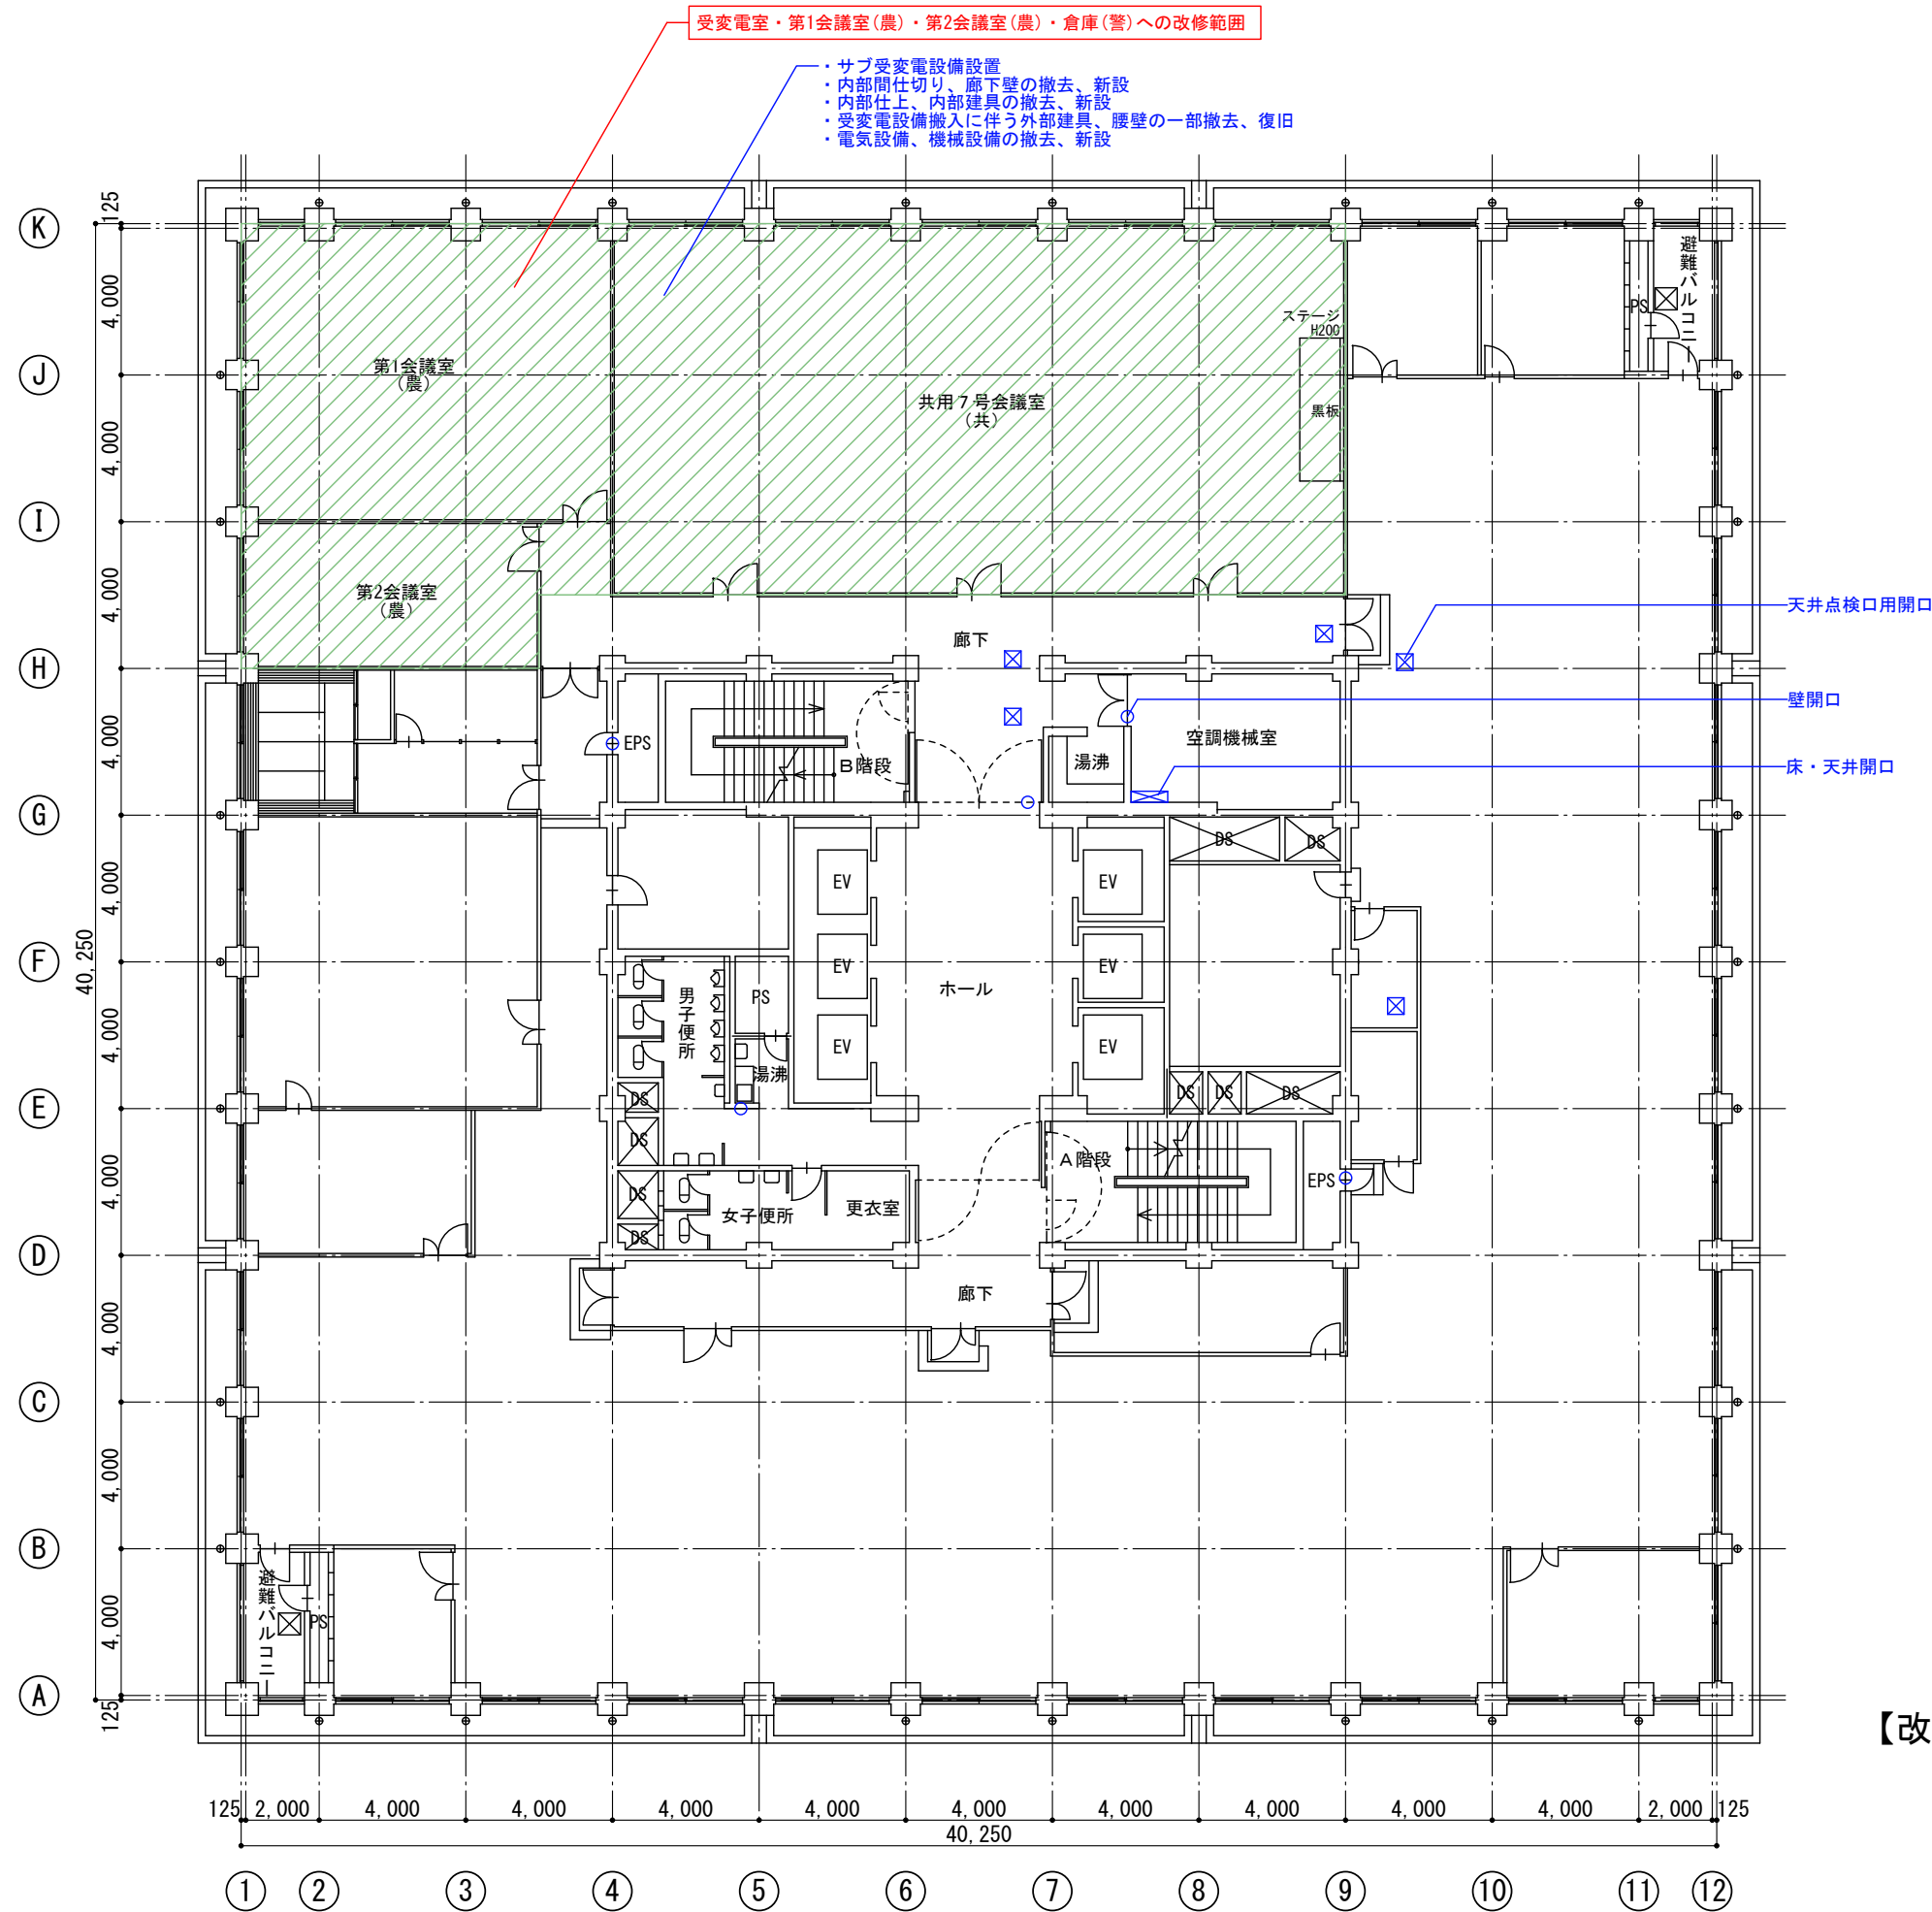 受変電室・第1会議室(農)・第2会議室(農)・倉庫(警)への改修範囲
・サブ受変電設備設置
・内部間仕切り、廊下壁の撤去、新設
・内部仕上、内部建具の撤去、新設
・受変電設備搬入に伴う外部建具、腰壁の一部撤去、復旧
・電気設備、機械設備の撤去、新設
K
J
I
H
G
F
E
D
C
B
A
125
4,000
4,000
4,000
4,000
4,000
4,000
4,000
4,000
4,000
4,000
125
40,250
避難バルコニー
PS
ステージ
H200
第1会議室
(農)
共用7号会議室
(共)
黒板
第2会議室
(農)
天井点検口用開口
廊下
壁開口
EPS
B階段
湯沸
空調機械室
床・天井開口
DS
DS
EV
EV
EV
EV
EV
EV
ホール
男子便所
PS
湯沸
DS
DS
DS
DS
DS
DS
DS
A階段
EPS
女子便所
更衣室
廊下
避難バルコニー
PS
【改
125
2,000
4,000
4,000
4,000
4,000
4,000
4,000
4,000
4,000
4,000
2,000
125
40,250
1
2
3
4
5
6
7
8
9
10
11
12